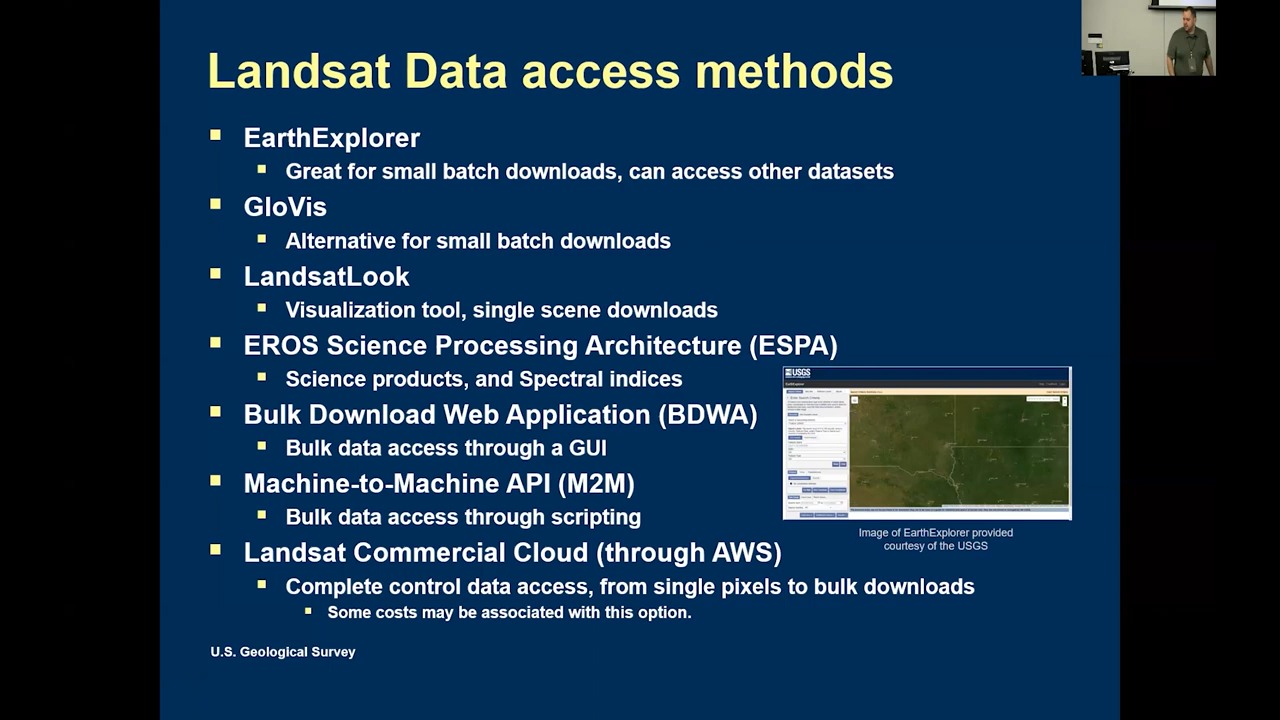 Landsat Data access methods
EarthExplorer
Great for small batch downloads, can access other datasets
GloVis
Alternative for small batch downloads
LandsatLook
Visualization tool, single scene downloads
EROS Science Processing Architecture (ESPA)
Science products, and Spectral indices
Bulk Download Web Application (BDWA)
Bulk data access through a GUI
Machine-to-Machine API (M2M)
Bulk data access through scripting
Landsat Commercial Cloud (through AWS)
Complete control data access, from single pixels to bulk downloads
Some costs may be associated with this option.
USGS
EarthExplorer
Image of EarthExplorer provided
courtesy of the USGS
U.S. Geological Survey